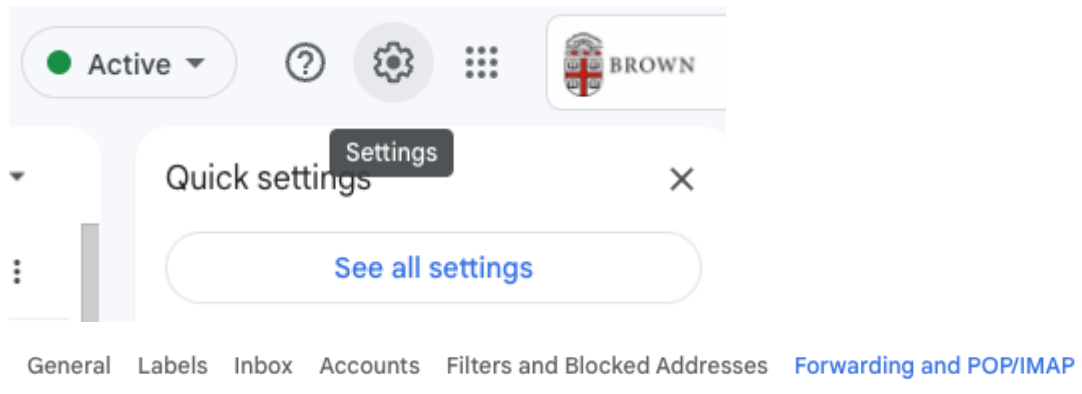 Active
BROWN
Settings
Quick settings
See all settings
General Labels Inbox Accounts Filters and Blocked Addresses Forwarding and POP/IMAP